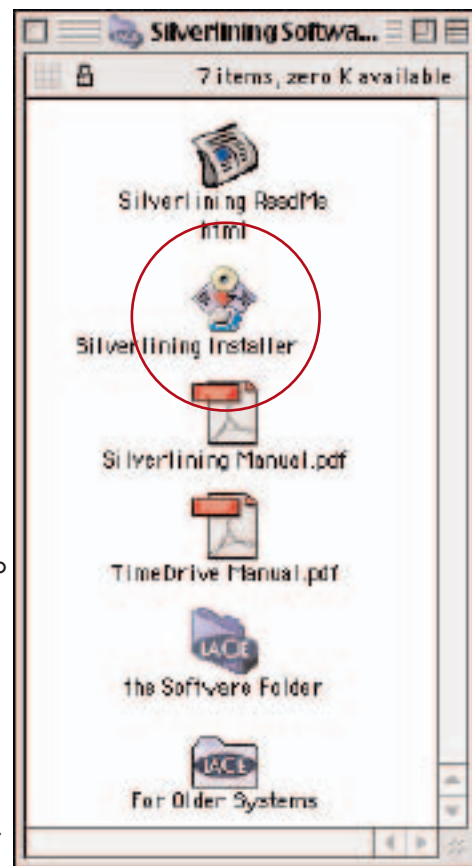 Silverlining Softwa...
7 items, zero K available
Silverlining ReadMe
html
Silverlining Installer
Silverlining Manual.pdf
TimeDrive Manual.pdf
LACIE
the Software Folder
LACIE
For Older Systems